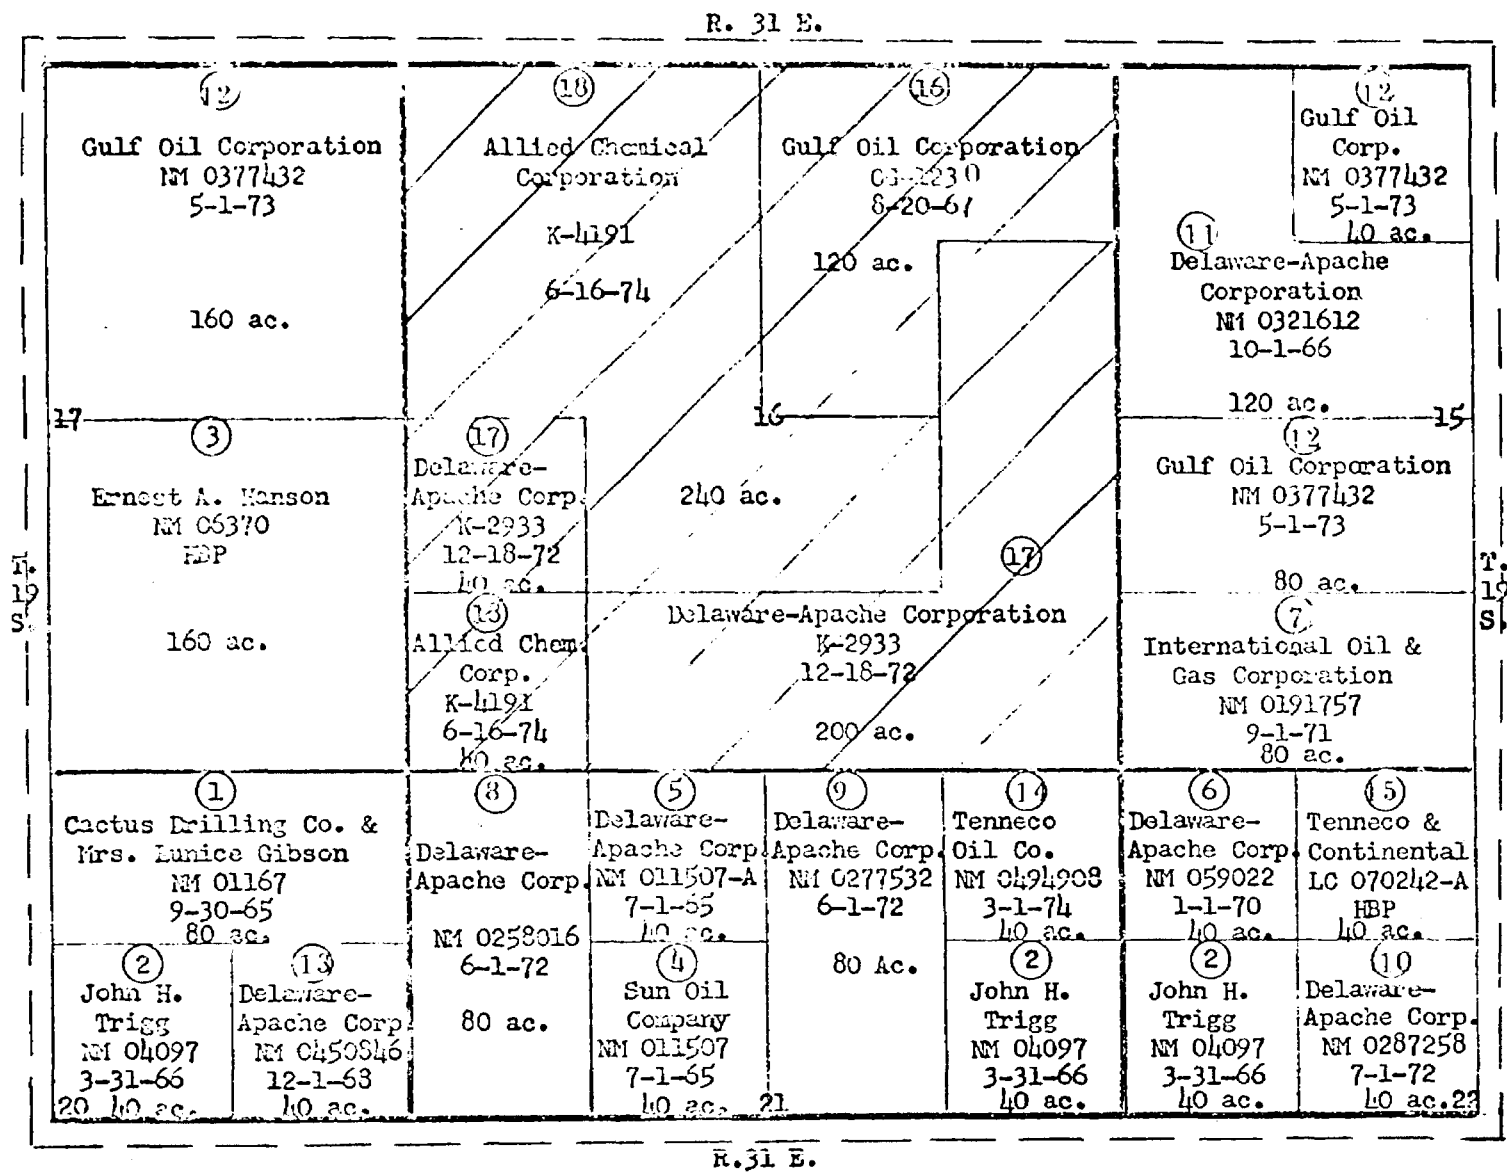 R. 31 E.
12
Gulf Oil Corporation
NM 0377432
5-1-73
160 ac.
18
Allied Chemical
Corporation
K-4191
6-16-74
240 ac.
16
Gulf Oil Corporation
8-20-67
120 ac.
12
Gulf Oil
Corp.
NM 0377432
5-1-73
40 ac.
11
Delaware-Apache
Corporation
NM 0321612
10-1-66
120 ac.
17
16
15
3
Ernest A. Hanson
NM 06370
HBP
160 ac.
17
Delaware-
Apache Corp.
K-2933
12-18-72
40 ac.
12
Gulf Oil Corporation
NM 0377432
5-1-73
80 ac.
T.
19
S.
T.
19
S.
18
Allied Chem.
Corp.
K-4191
6-16-74
40 ac.
17
Delaware-Apache Corporation
K-2933
12-18-72
200 ac.
7
International Oil &
Gas Corporation
NM 0191757
9-1-71
80 ac.
1
Cactus Drilling Co. &
Mrs. Eunice Gibson
NM 01167
9-30-65
80 ac.
8
Delaware-
Apache Corp.
NM 0258016
6-1-72
80 ac.
5
Delaware-
Apache Corp.
NM 011507-A
7-1-65
40 ac.
9
Delaware-
Apache Corp.
NM 0277532
6-1-72
80 Ac.
14
Tenneco
Oil Co.
NM 0494908
3-1-74
40 ac.
6
Delaware-
Apache Corp.
NM 059022
1-1-70
40 ac.
15
Tenneco &
Continental
LC 070242-A
HBP
40 ac.
2
John H.
Trigg
NM 04097
3-31-66
20 40 ac.
13
Delaware-
Apache Corp.
NM 0450846
12-1-68
40 ac.
4
Sun Oil
Company
NM 011507
7-1-65
40 ac. 21
2
John H.
Trigg
NM 04097
3-31-66
40 ac.
2
John H.
Trigg
NM 04097
3-31-66
40 ac.
10
Delaware-
Apache Corp.
NM 0287258
7-1-72
40 ac. 22
R.31 E.